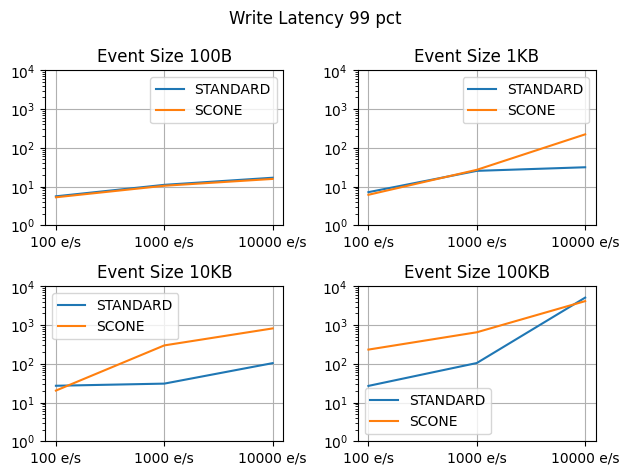 Write Latency 99 pct
Event Size 100B
10^4
10^3
10^2
10^1
10^0
STANDARD
SCONE
100 e/s 1000 e/s 10000 e/s
Event Size 1KB
10^4
10^3
10^2
10^1
10^0
STANDARD
SCONE
100 e/s 1000 e/s 10000 e/s
Event Size 10KB
10^4
10^3
10^2
10^1
10^0
STANDARD
SCONE
100 e/s 1000 e/s 10000 e/s
Event Size 100KB
10^4
10^3
10^2
10^1
10^0
STANDARD
SCONE
100 e/s 1000 e/s 10000 e/s